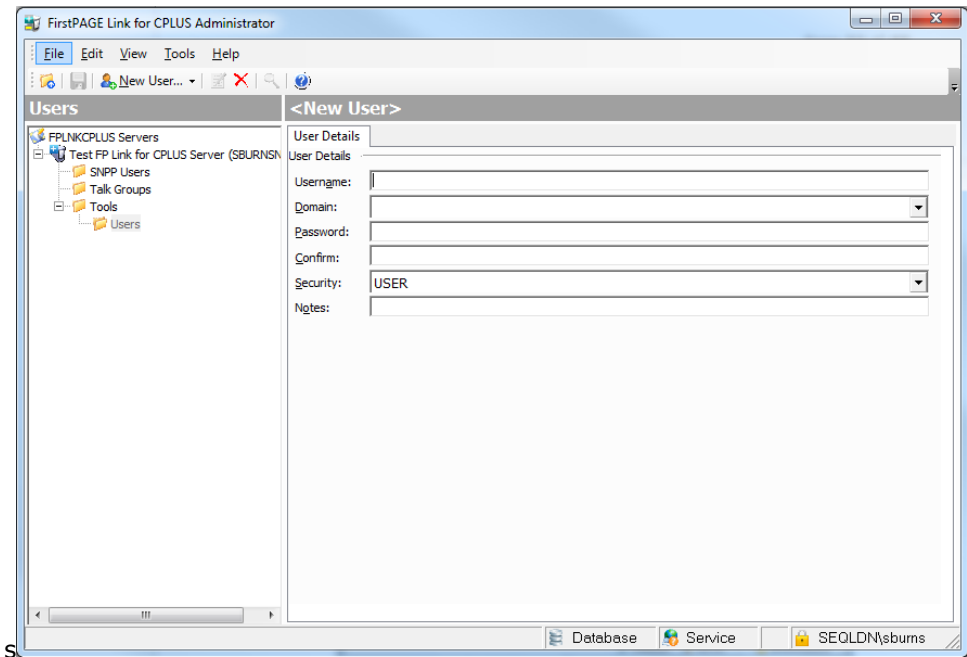 FirstPAGE Link for CPLUS Administrator
File Edit View Tools Help
New User...
Users
<New User>
FPLNKCPLUS Servers
Test FP Link for CPLUS Server (SBURNSN
SNPP Users
Talk Groups
Tools
Users
User Details
User Details
Username:
Domain:
Password:
Confirm:
Security: USER
Notes:
Database Service SEQLDN\sburns
s